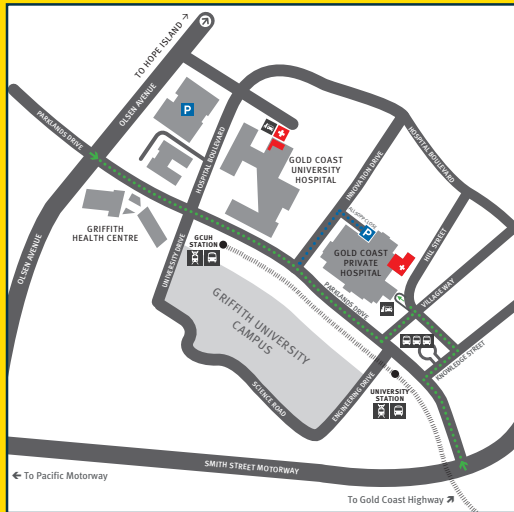 TO HOPE ISLAND
OLSEN AVENUE
PARKLANDS DRIVE
P
HOSPITAL BOULEVARD
GOLD COAST
UNIVERSITY
HOSPITAL
INNOVATION DRIVE
HOSPITAL BOULEVARD
GRIFFITH
HEALTH CENTRE
UNIVERSITY DRIVE
GCUH
STATION
ALLSOPP CLOSE
P
GOLD COAST
PRIVATE
HOSPITAL
HILL STREET
OLSEN AVENUE
PARKLANDS DRIVE
VILLAGE WAY
GRIFFITH UNIVERSITY
CAMPUS
KNOWLEDGE STREET
SCIENCE ROAD
ENGINEERING DRIVE
UNIVERSITY
STATION
SMITH STREET MOTORWAY
To Pacific Motorway
To Gold Coast Highway